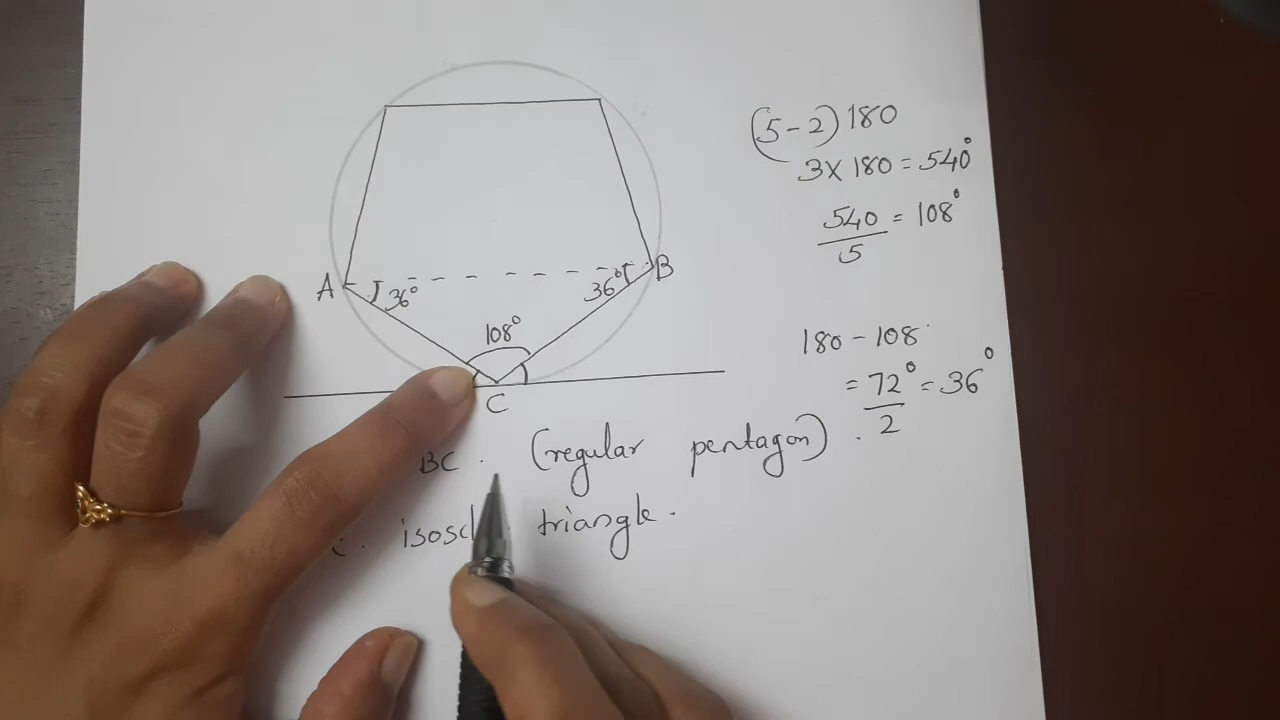 (5-2)180
3×180=540°
540/5 = 108°
A
36°
36°
B
108°
C
180-108
= 72°/2 = 36°
BC. (regular pentagon).
triangle.